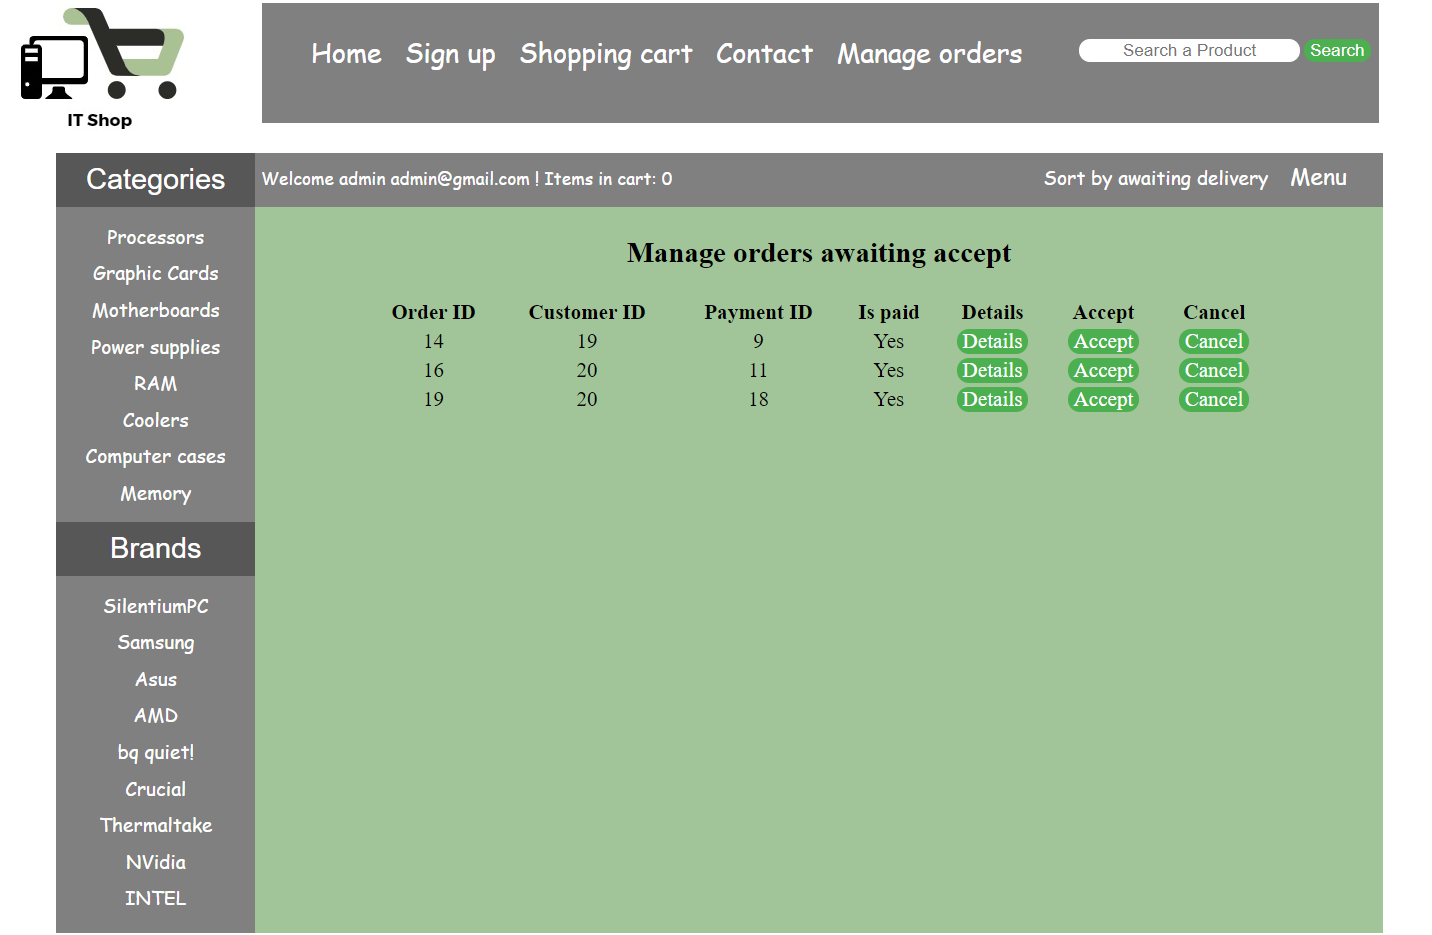 IT Shop
Home Sign up Shopping cart Contact Manage orders Search a Product Search
Categories
Welcome admin admin@gmail.com ! Items in cart: 0 Sort by awaiting delivery Menu
Processors
Graphic Cards
Motherboards
Power supplies
RAM
Coolers
Computer cases
Memory
Brands
SilentiumPC
Samsung
Asus
AMD
bq quiet!
Crucial
Thermaltake
NVidia
INTEL
Manage orders awaiting accept
Order ID Customer ID Payment ID Is paid Details Accept Cancel
14 19 9 Yes Details Accept Cancel
16 20 11 Yes Details Accept Cancel
19 20 18 Yes Details Accept Cancel